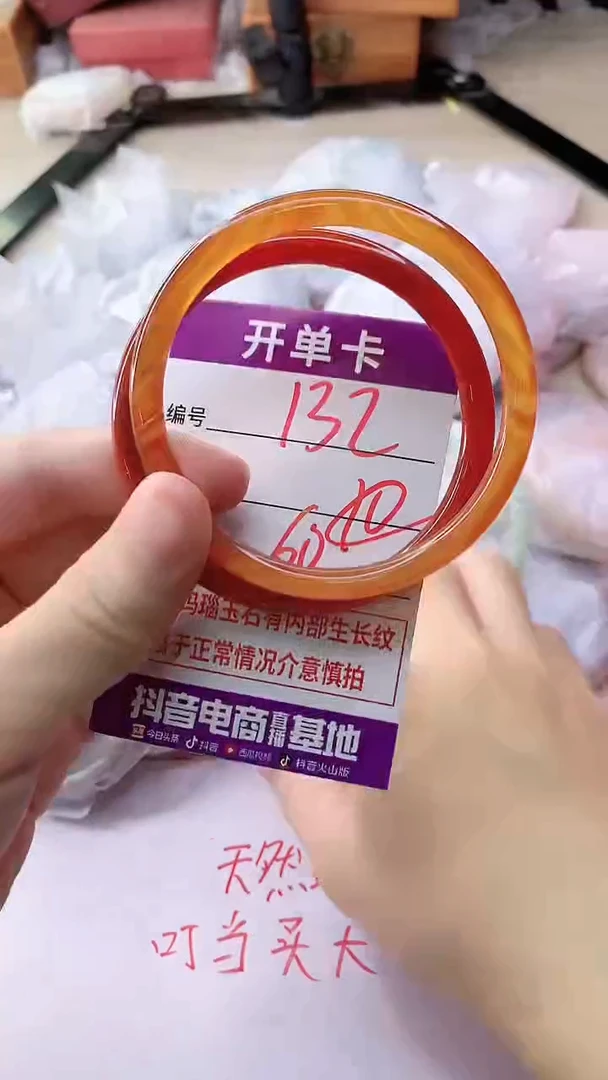 开单卡
编号 132
60
玛瑙玉石有内部生长纹
属于正常情况介意慎拍
抖音电商直播基地
今日头条 抖音 西瓜视频 抖音火山版
天然
叮当买大